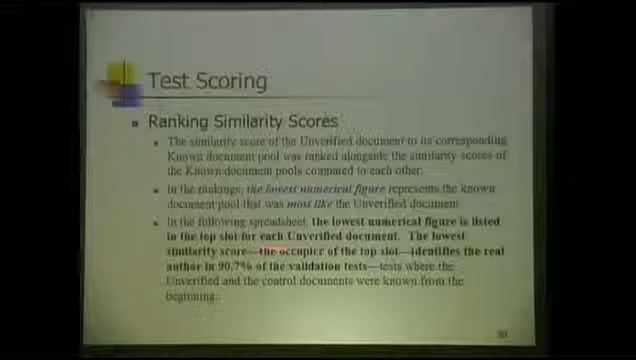 Test Scoring
Ranking Similarity Scores
The similarity score of the Unverified document to its corresponding
Known document pool was ranked alongside the similarity scores of
the Known document pools compared to each other.
In the rankings, the lowest numerical figure represents the known
document pool that was most like the Unverified document
In the following spreadsheet, the lowest numerical figure is listed
in the top slot for each Unverified document. The lowest
similarity score—the occupier of the top slot—identifies the real
author in 90.7% of the validation tests—tests where the
Unverified and the control documents were known from the
beginning.